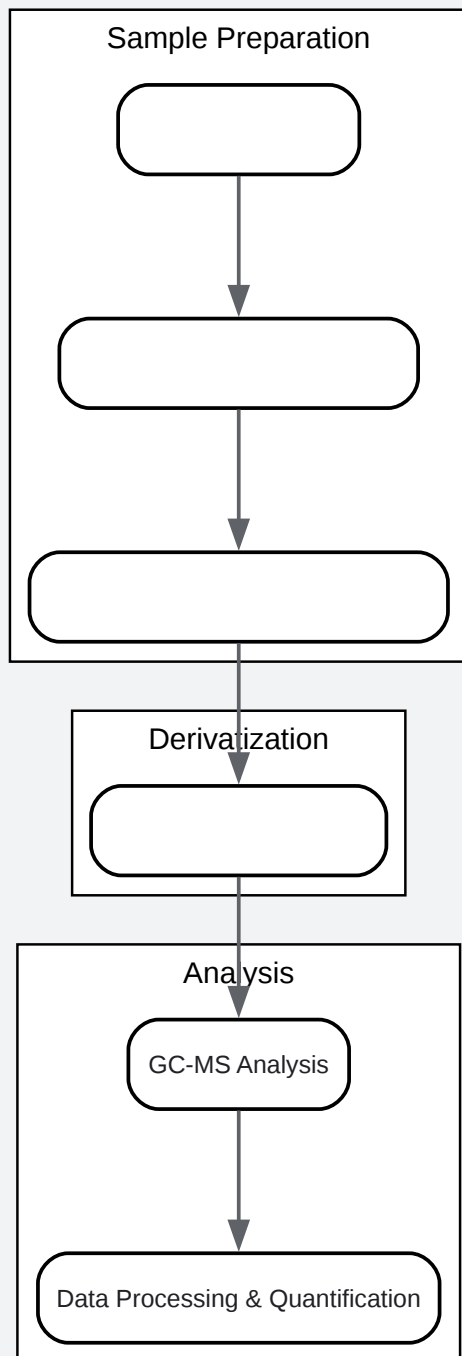 Sample Preparation
Derivatization
Analysis
GC-MS Analysis
Data Processing & Quantification